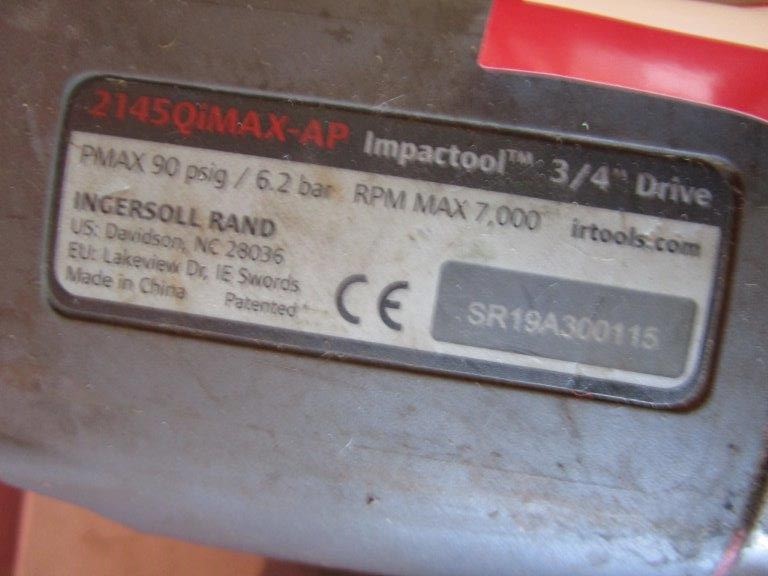 2145QiMAX-AP Impactool™ 3/4" Drive
PMAX 90 psig / 6.2 bar RPM MAX 7,000
irtools.com
INGERSOLL RAND
US: Davidson, NC 28036
EU: Lakeview Dr, IE Swords
Made in China Patented
CE
SR19A300115